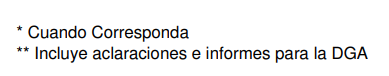 * Cuando Corresponda
** Incluye aclaraciones e informes para la DGA